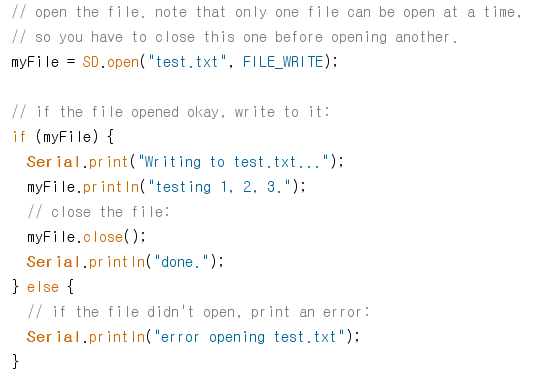 // open the file. note that only one file can be open at a time,
// so you have to close this one before opening another.
myFile = SD.open("test.txt", FILE_WRITE);

// if the file opened okay, write to it:
if (myFile) {
  Serial.print("Writing to test.txt...");
  myFile.println("testing 1, 2, 3.");
  // close the file:
  myFile.close();
  Serial.println("done.");
} else {
  // if the file didn't open, print an error:
  Serial.println("error opening test.txt");
}